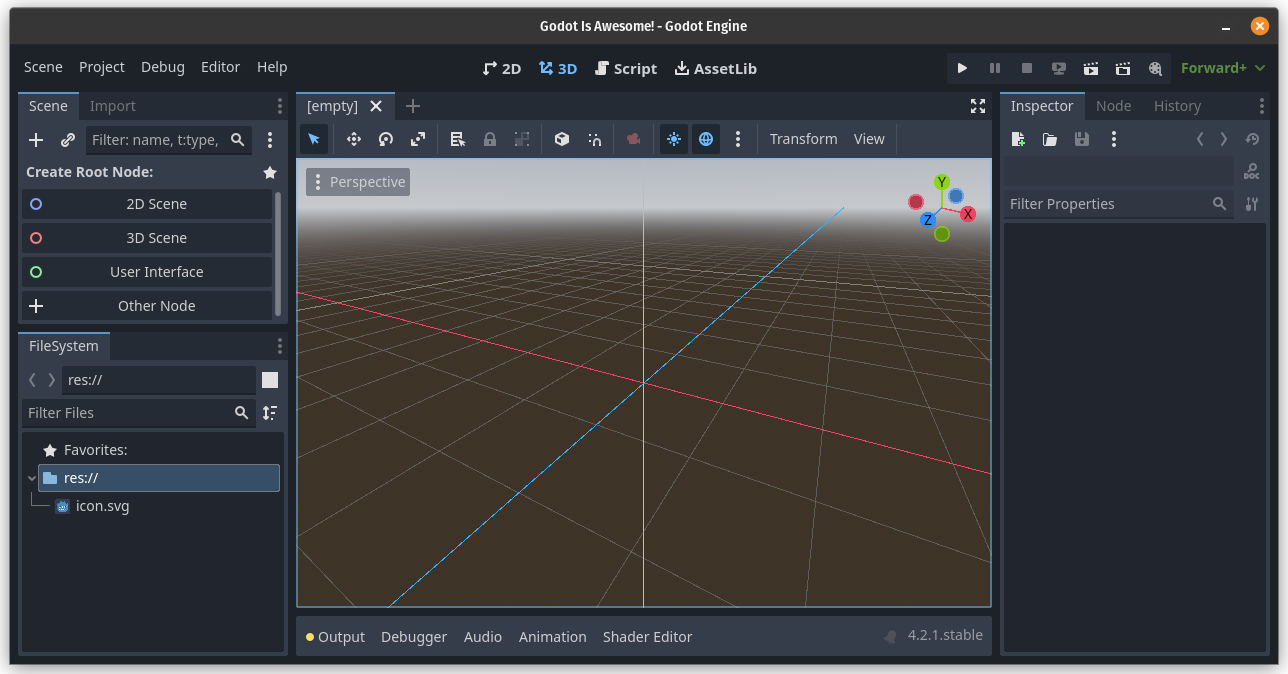 Godot Is Awesome! - Godot Engine
Scene Project Debug Editor Help
2D 3D Script AssetLib
Forward+
Scene Import
[empty]
Inspector Node History
Filter: name, t:type,
Transform View
Create Root Node:
Perspective
2D Scene
3D Scene
User Interface
Other Node
Y
X
Z
DOC
Filter Properties
FileSystem
res://
Filter Files
Favorites:
res://
icon.svg
Output Debugger Audio Animation Shader Editor
4.2.1.stable